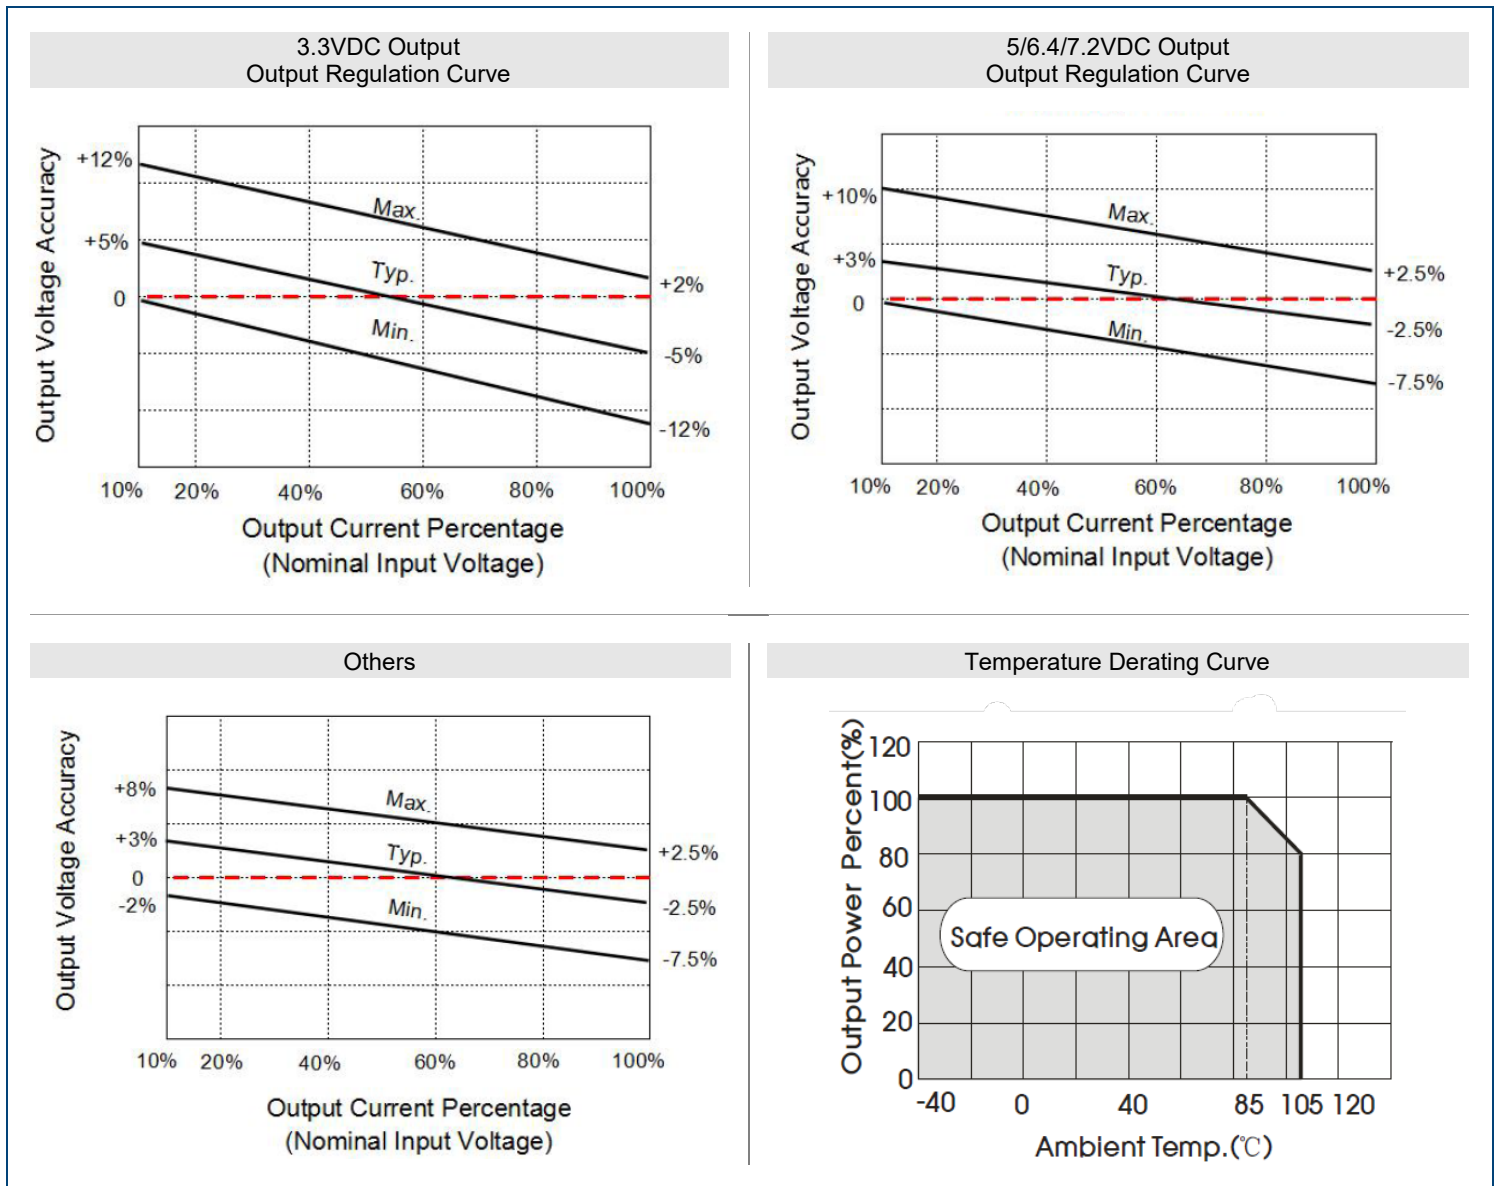 3.3VDC Output
Output Regulation Curve
Output Voltage Accuracy
+12%
+5%
0
Max.
Typ.
Min.
+2%
-5%
-12%
10% 20% 40% 60% 80% 100%
Output Current Percentage
(Nominal Input Voltage)
5/6.4/7.2VDC Output
Output Regulation Curve
Output Voltage Accuracy
+10%
+3%
0
Max.
Typ.
Min.
+2.5%
-2.5%
-7.5%
10% 20% 40% 60% 80% 100%
Output Current Percentage
(Nominal Input Voltage)
Others
Output Voltage Accuracy
+8%
+3%
0
-2%
Max.
Typ.
Min.
+2.5%
-2.5%
-7.5%
10% 20% 40% 60% 80% 100%
Output Current Percentage
(Nominal Input Voltage)
Temperature Derating Curve
Output Power Percent(%)
120
100
80
60
40
20
0
Safe Operating Area
-40 0 40 85 105 120
Ambient Temp.(℃)